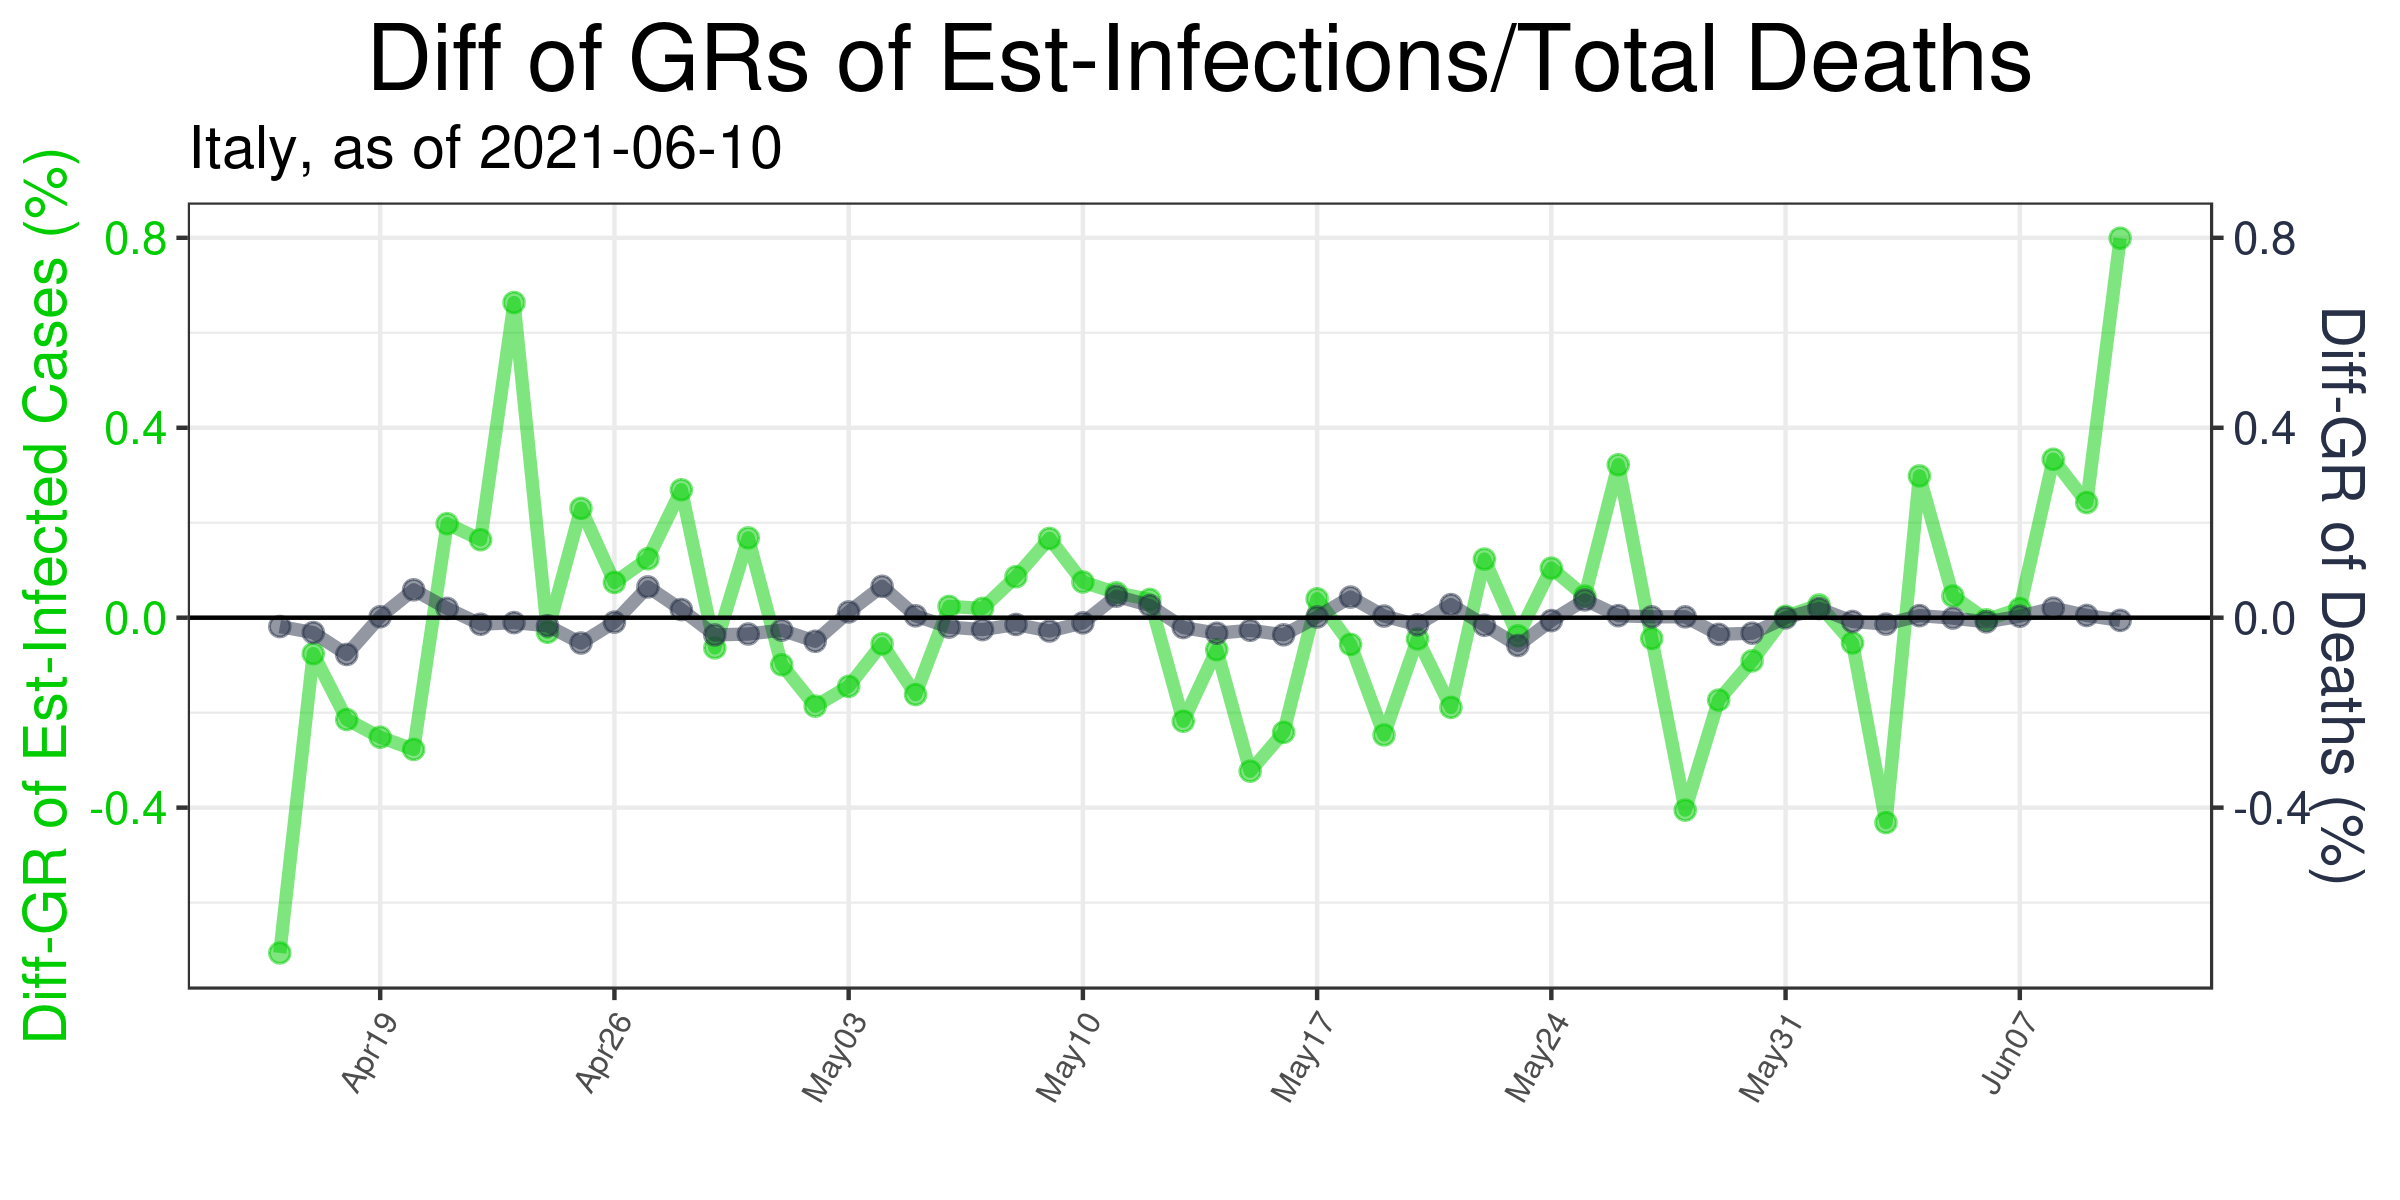 Diff of GRs of Est-Infections/Total Deaths
Italy, as of 2021-06-10
Diff-GR of Est-Infected Cases (%)
0.8
0.4
0.0
-0.4
0.8
0.4
0.0
-0.4
Diff-GR of Deaths (%)
Apr19
Apr26
May03
May10
May17
May24
May31
Jun07